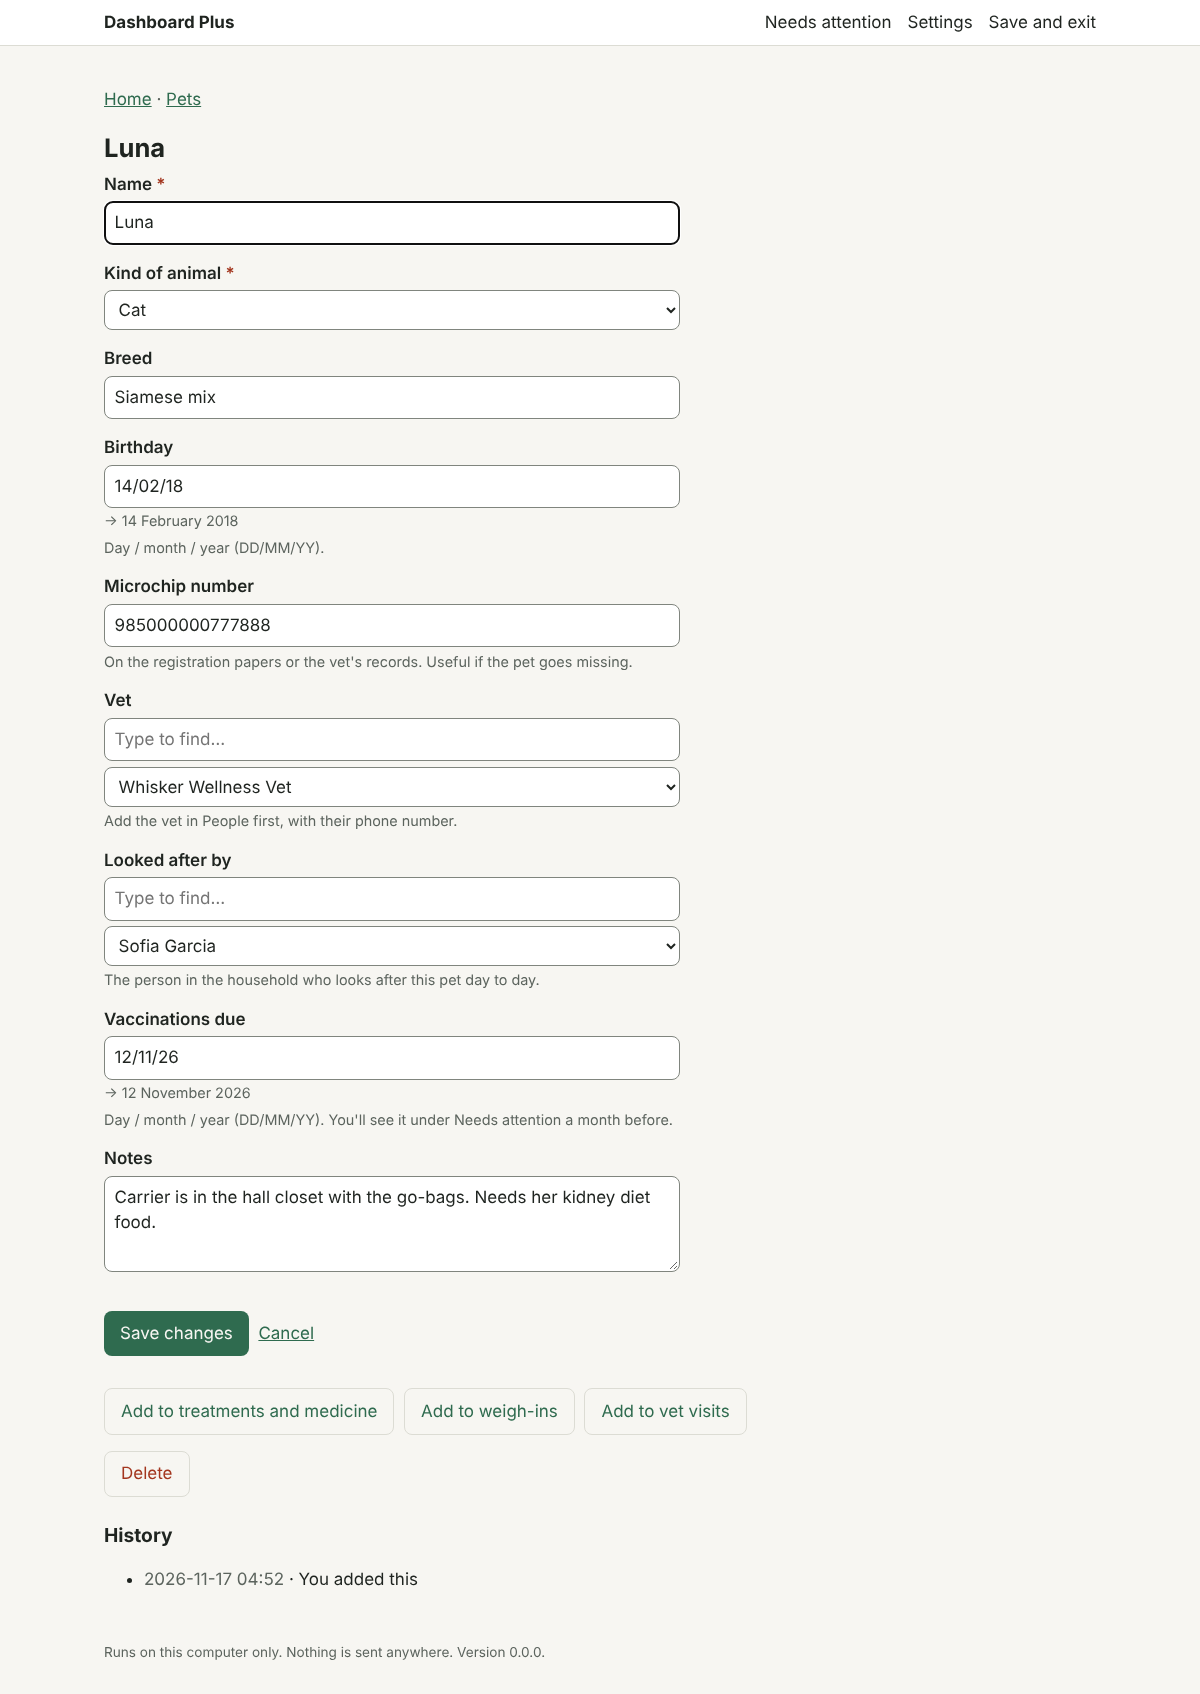 Dashboard Plus
Needs attention Settings Save and exit
Home · Pets
Luna
Name *
Luna
Kind of animal *
Cat
Breed
Siamese mix
Birthday
14/02/18
→ 14 February 2018
Day / month / year (DD/MM/YY).
Microchip number
985000000777888
On the registration papers or the vet's records. Useful if the pet goes missing.
Vet
Type to find...
Whisker Wellness Vet
Add the vet in People first, with their phone number.
Looked after by
Type to find...
Sofia Garcia
The person in the household who looks after this pet day to day.
Vaccinations due
12/11/26
→ 12 November 2026
Day / month / year (DD/MM/YY). You'll see it under Needs attention a month before.
Notes
Carrier is in the hall closet with the go-bags. Needs her kidney diet
food.
Save changes Cancel
Add to treatments and medicine Add to weigh-ins Add to vet visits
Delete
History
• 2026-11-17 04:52 · You added this
Runs on this computer only. Nothing is sent anywhere. Version 0.0.0.